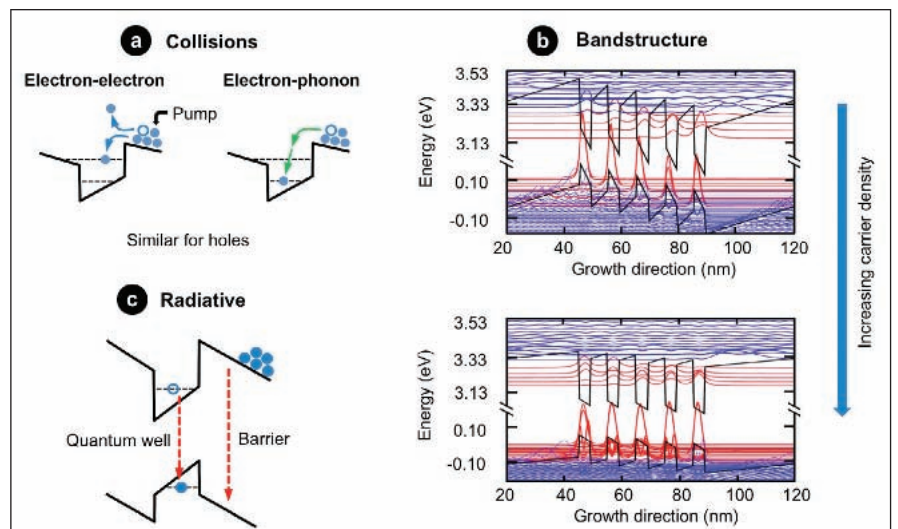 a Collisions
Electron-electron
Electron-phonon
Pump
Similar for holes
c Radiative
Quantum well
Barrier
b Bandstructure
3.53
3.33
3.13
0.10
-0.10
Energy (eV)
20 40 60 80 100 120
Growth direction (nm)
3.53
3.33
3.13
0.10
-0.10
Energy (eV)
20 40 60 80 100 120
Growth direction (nm)
Increasing carrier density